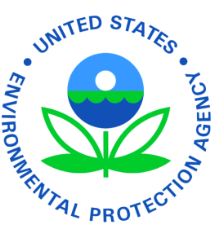 UNITED STATES
ENVIRONMENTAL PROTECTION AGENCY